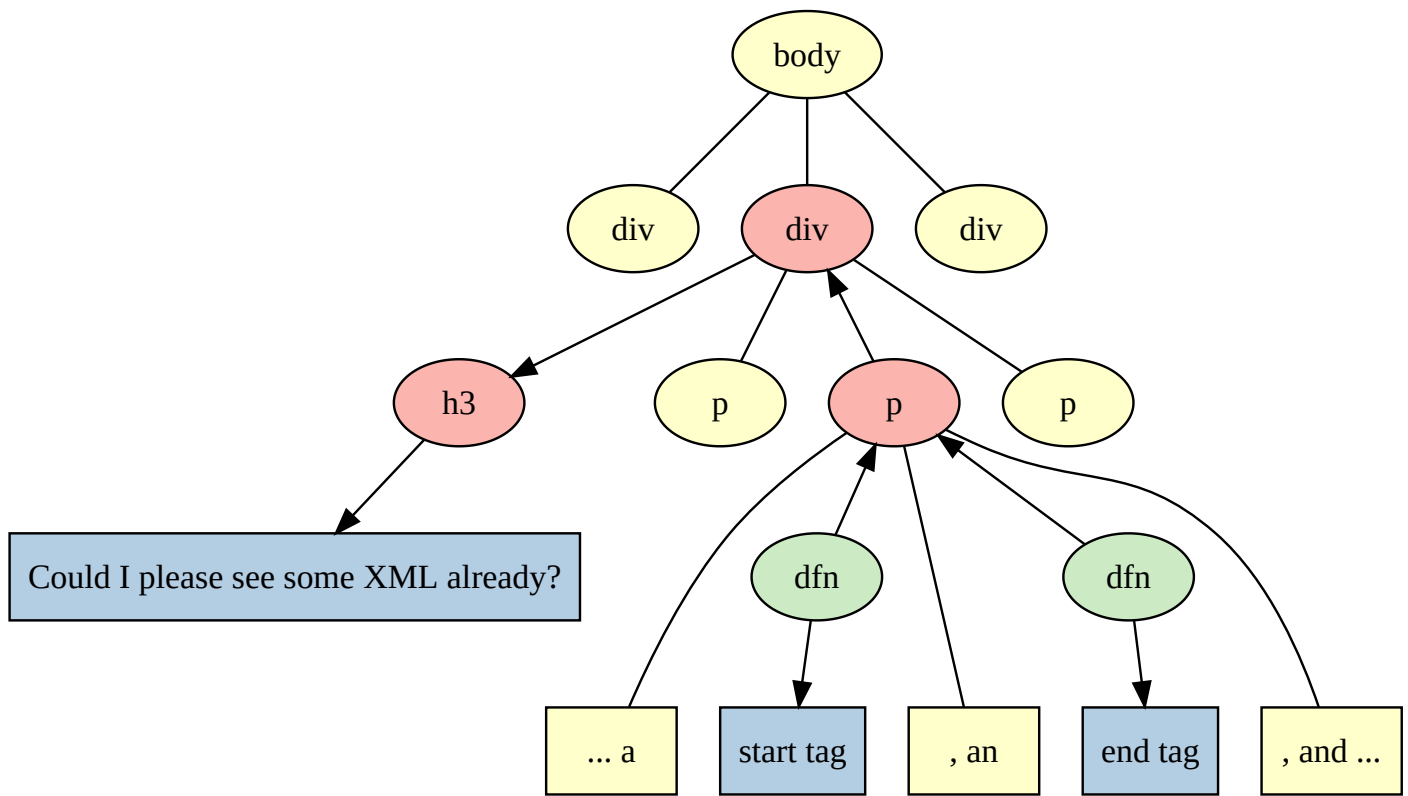 body
div
div
div
h3
p
p
p
Could I please see some XML already?
dfn
dfn
... a
start tag
, an
end tag
, and ...